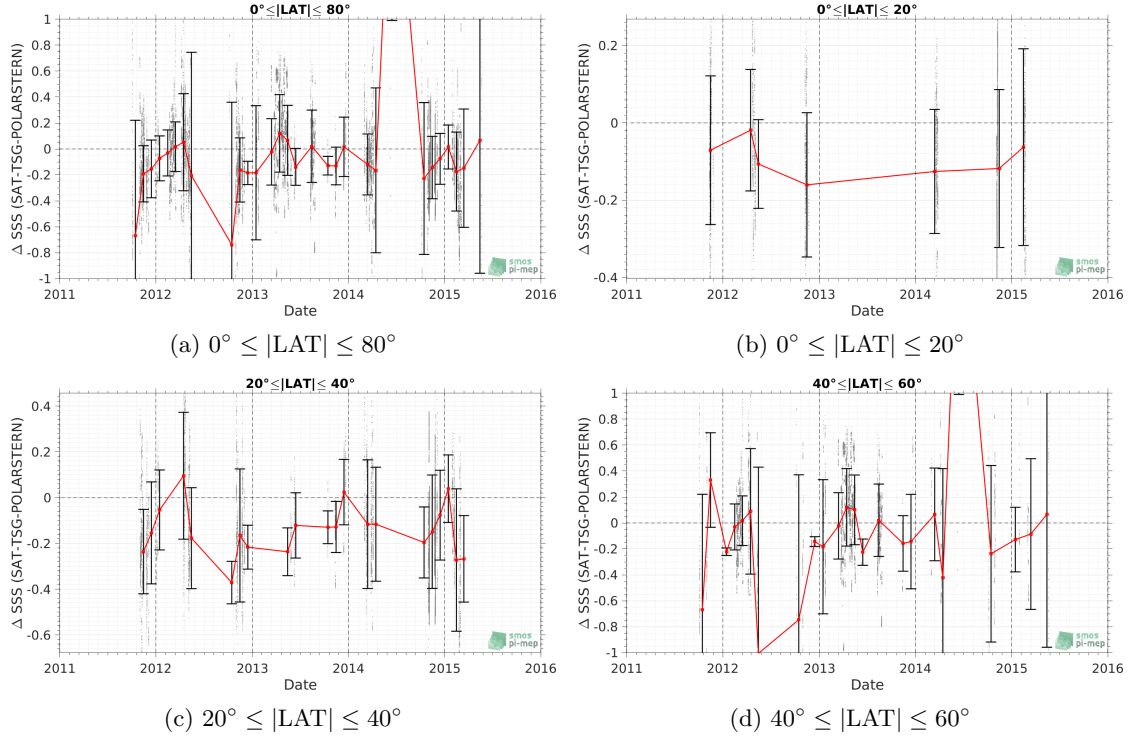 0°≤|LAT|≤ 80°
Δ SSS (SAT-TSG-POLARSTERN)
1
0.8
0.6
0.4
0.2
0
-0.2
-0.4
-0.6
-0.8
-1
2011 2012 2013 2014 2015 2016
Date
smos
pi-mep
(a) 0° ≤ |LAT| ≤ 80°
0°≤|LAT|≤ 20°
Δ SSS (SAT-TSG-POLARSTERN)
0.2
0
-0.2
-0.4
2011 2012 2013 2014 2015 2016
Date
smos
pi-mep
(b) 0° ≤ |LAT| ≤ 20°
20°≤|LAT|≤ 40°
Δ SSS (SAT-TSG-POLARSTERN)
0.4
0.2
0
-0.2
-0.4
-0.6
2011 2012 2013 2014 2015 2016
Date
smos
pi-mep
(c) 20° ≤ |LAT| ≤ 40°
40°≤|LAT|≤ 60°
Δ SSS (SAT-TSG-POLARSTERN)
1
0.8
0.6
0.4
0.2
0
-0.2
-0.4
-0.6
-0.8
-1
2011 2012 2013 2014 2015 2016
Date
smos
pi-mep
(d) 40° ≤ |LAT| ≤ 60°